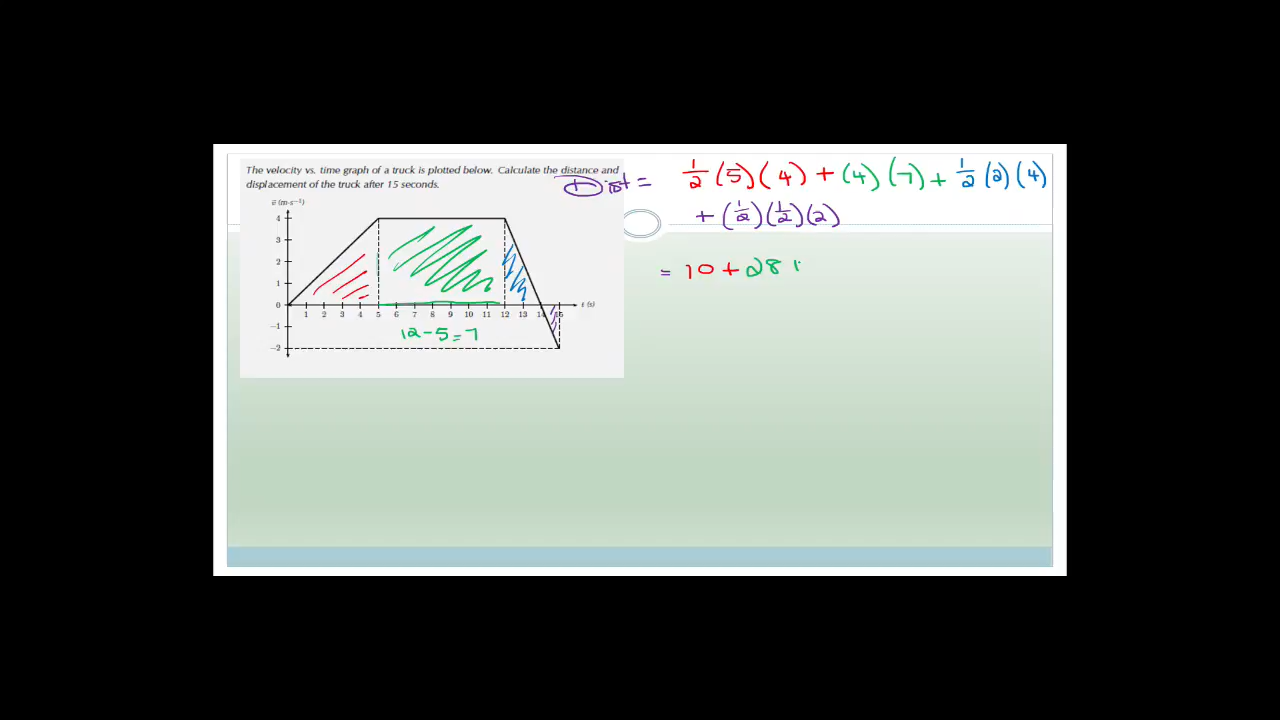 The velocity vs. time graph of a truck is plotted below. Calculate the distance and
displacement of the truck after 15 seconds.
= 1/2 (5)(4) + (4)(7) + 1/2 (2)(4)
+ (1/2)(1/2)(2)
v⃗ (m·s⁻¹)
= 10 + 28
4
3
2
1
0
−1
−2
1 2 3 4 5 6 7 8 9 10 11 12 13 14 15
t (s)
12 − 5 = 7